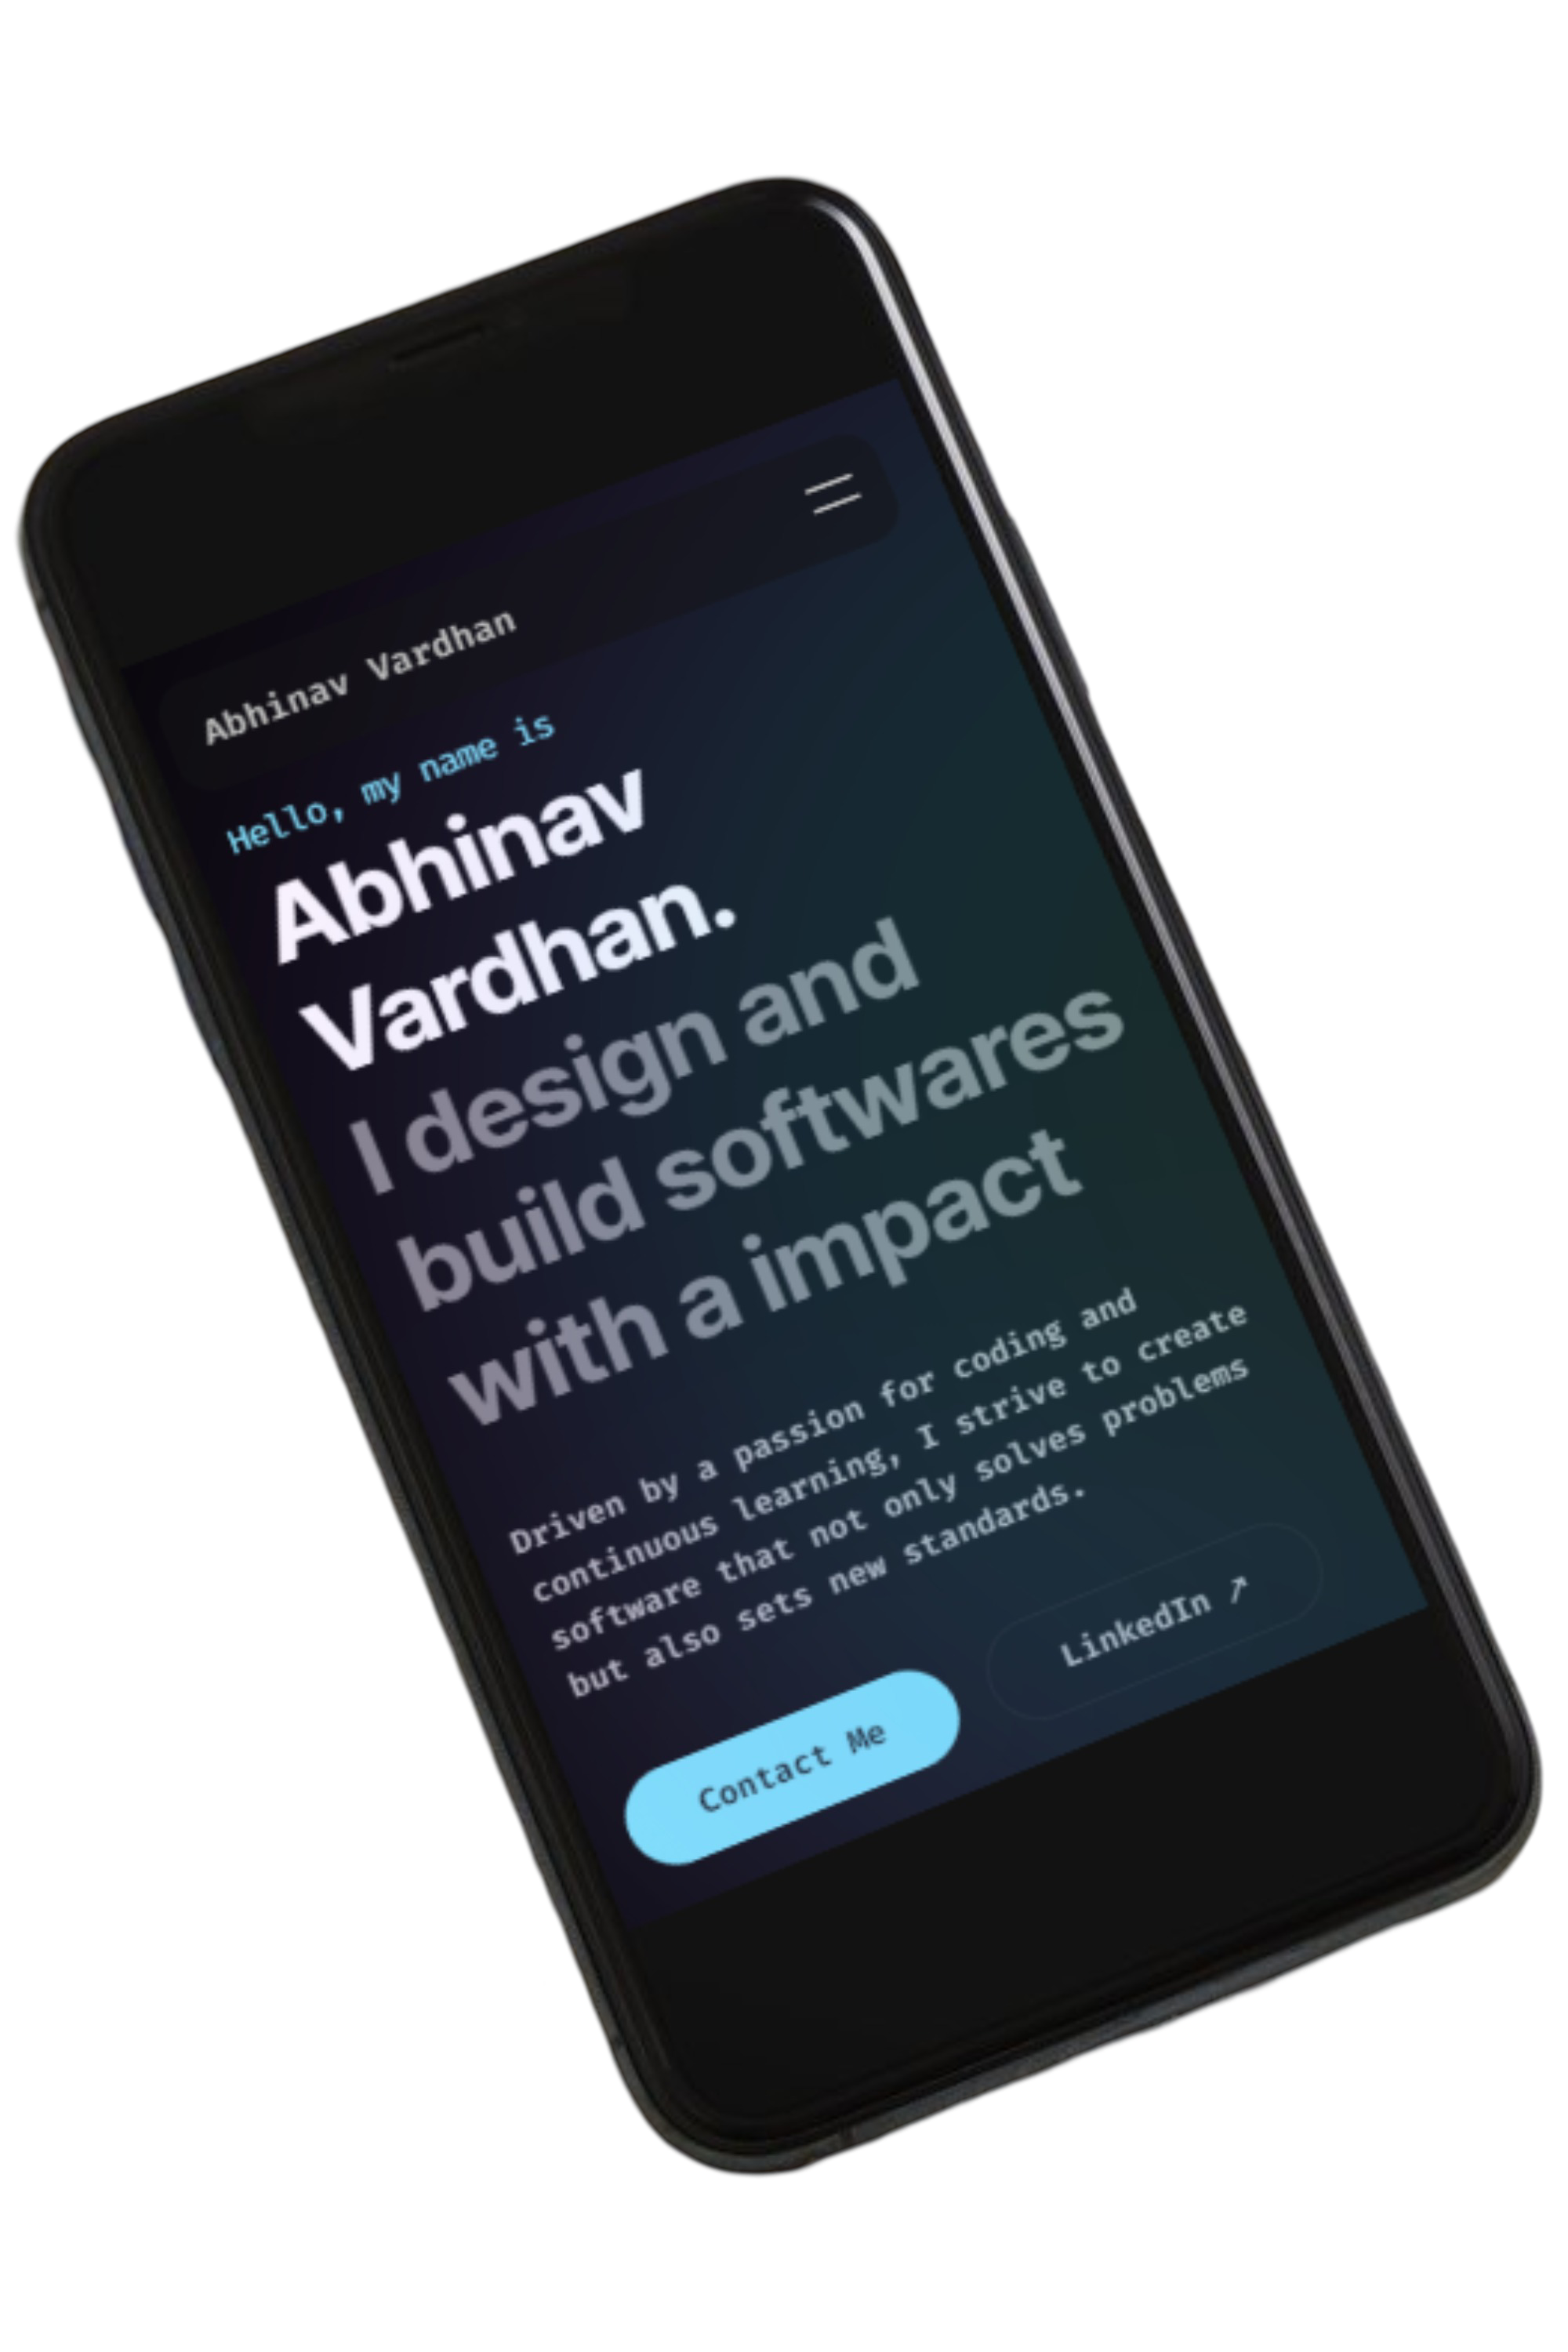 Abhinav Vardhan
Hello, my name is
Abhinav
Vardhan.
I design and
build softwares
with a impact
Driven by a passion for coding and
continuous learning, I strive to create
software that not only solves problems
but also sets new standards.
Contact Me
LinkedIn ↗